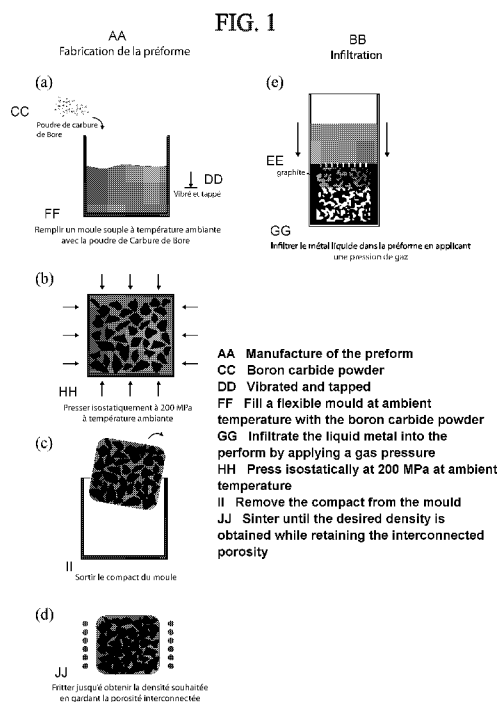 FIG. 1
AA
Fabrication de la préforme
(a)
CC
Poudre de carbure
de Bore
DD
Vibré et tappé
FF
Remplir un moule souple à température ambiante
avec la poudre de Carbure de Bore
(b)
HH
Presser isostatiquement à 200 MPa
à température ambiante
(c)
II
Sortir le compact du moule
(d)
JJ
Fritter jusqu'é obtenir la densité souhaitée
en gardant la porosité interconnectée
BB
Infiltration
(e)
EE
graphite
GG
Infiltrer le métal liquide dans la préforme en applicant
une pression de gaz
AA Manufacture of the preform
CC Boron carbide powder
DD Vibrated and tapped
FF Fill a flexible mould at ambient
temperature with the boron carbide powder
GG Infiltrate the liquid metal into the
perform by applying a gas pressure
HH Press isostatically at 200 MPa at ambient
temperature
II Remove the compact from the mould
JJ Sinter until the desired density is
obtained while retaining the interconnected
porosity